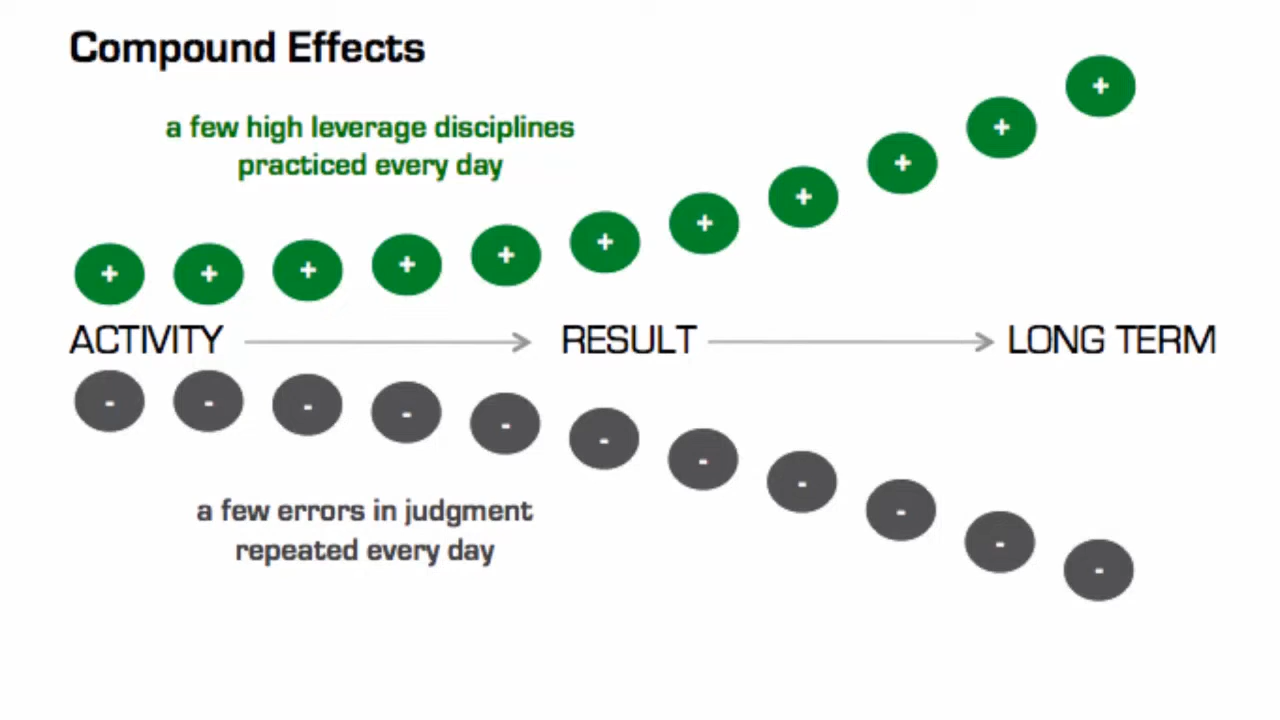 Compound Effects
a few high leverage disciplines
practiced every day
+ + + + + + + + + + +
ACTIVITY RESULT LONG TERM
- - - - - - - - - - -
a few errors in judgment
repeated every day